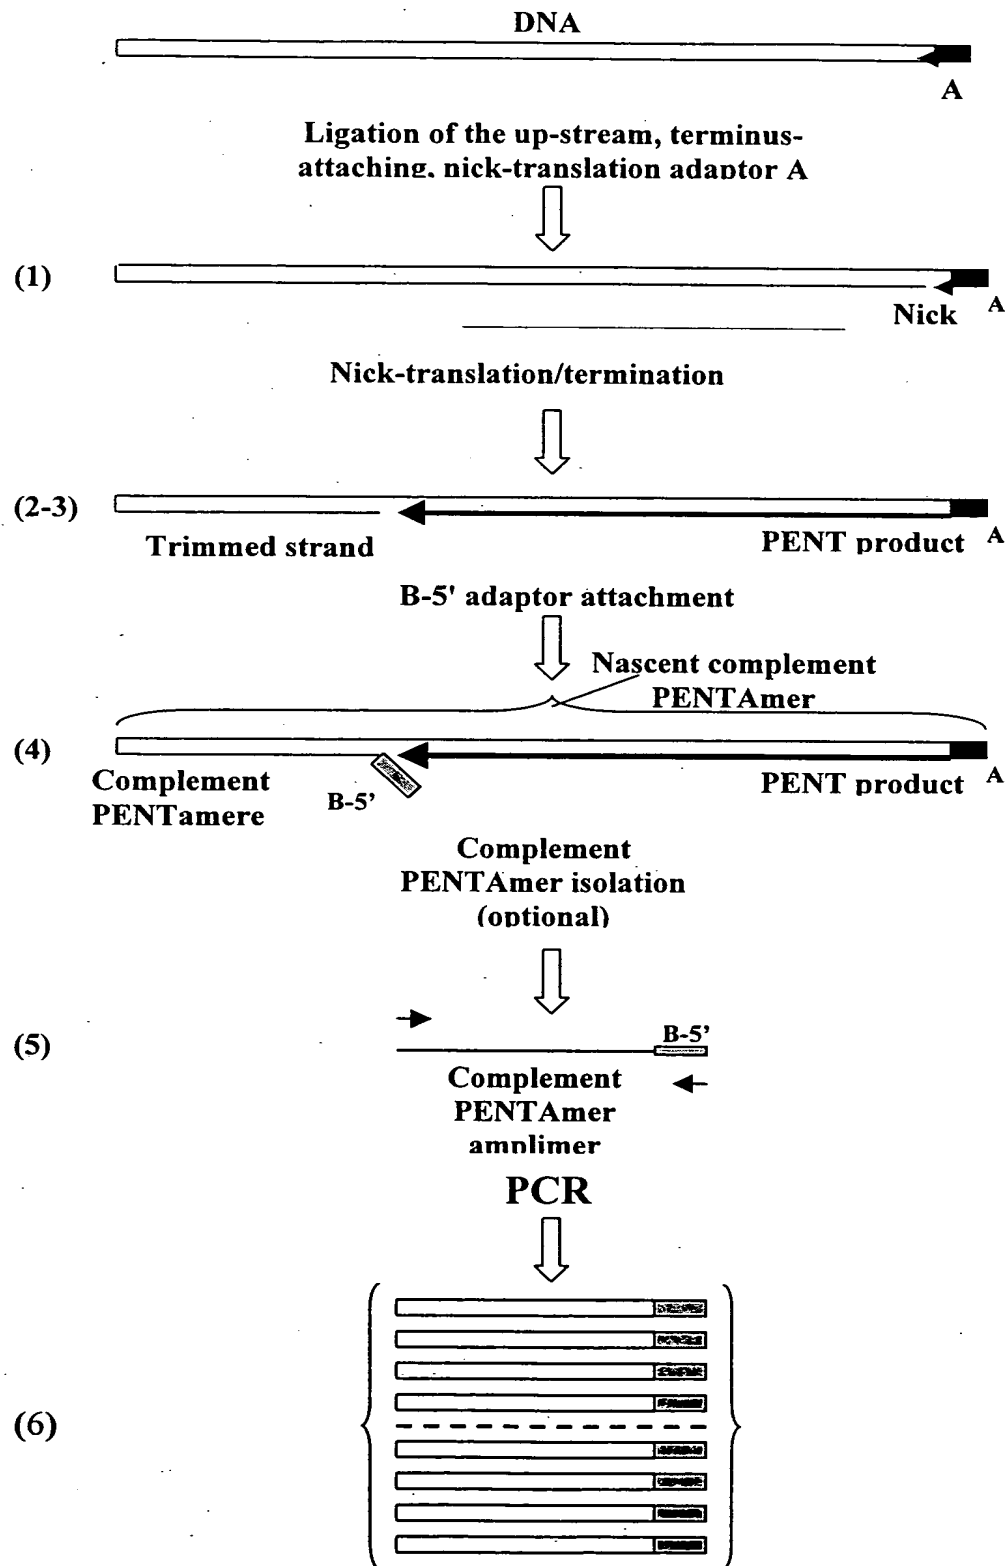 DNA
A
Ligation of the up-stream, terminus-
attaching, nick-translation adaptor A
(1)
Nick
A
Nick-translation/termination
(2-3)
Trimmed strand
PENT product
A
B-5' adaptor attachment
Nascent complement
PENTAmer
(4)
Complement
PENTamere
B-5'
PENT product
A
Complement
PENTAmer isolation
(optional)
(5)
B-5'
Complement
PENTAmer
amplimer
PCR
(6)